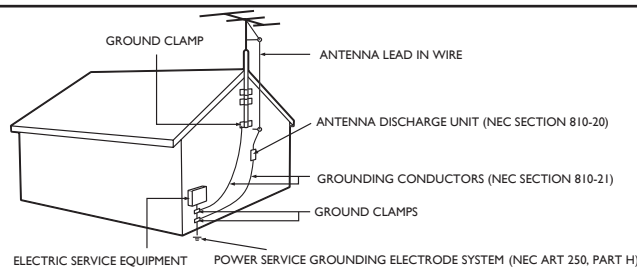 GROUND CLAMP
ANTENNA LEAD IN WIRE
ANTENNA DISCHARGE UNIT (NEC SECTION 810-20)
GROUNDING CONDUCTORS (NEC SECTION 810-21)
GROUND CLAMPS
ELECTRIC SERVICE EQUIPMENT
POWER SERVICE GROUNDING ELECTRODE SYSTEM (NEC ART 250, PART H)